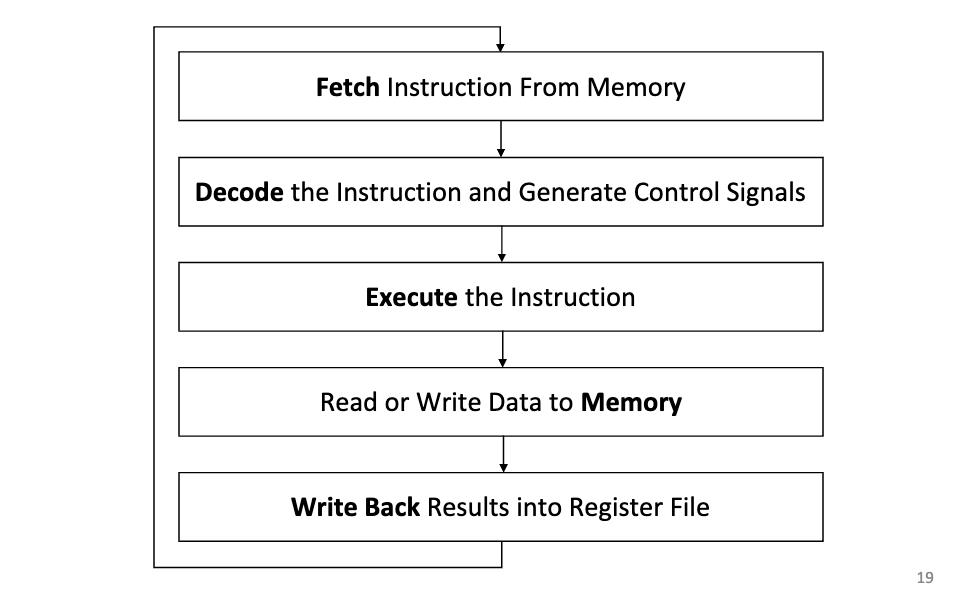 Fetch Instruction From Memory
Decode the Instruction and Generate Control Signals
Execute the Instruction
Read or Write Data to Memory
Write Back Results into Register File
19